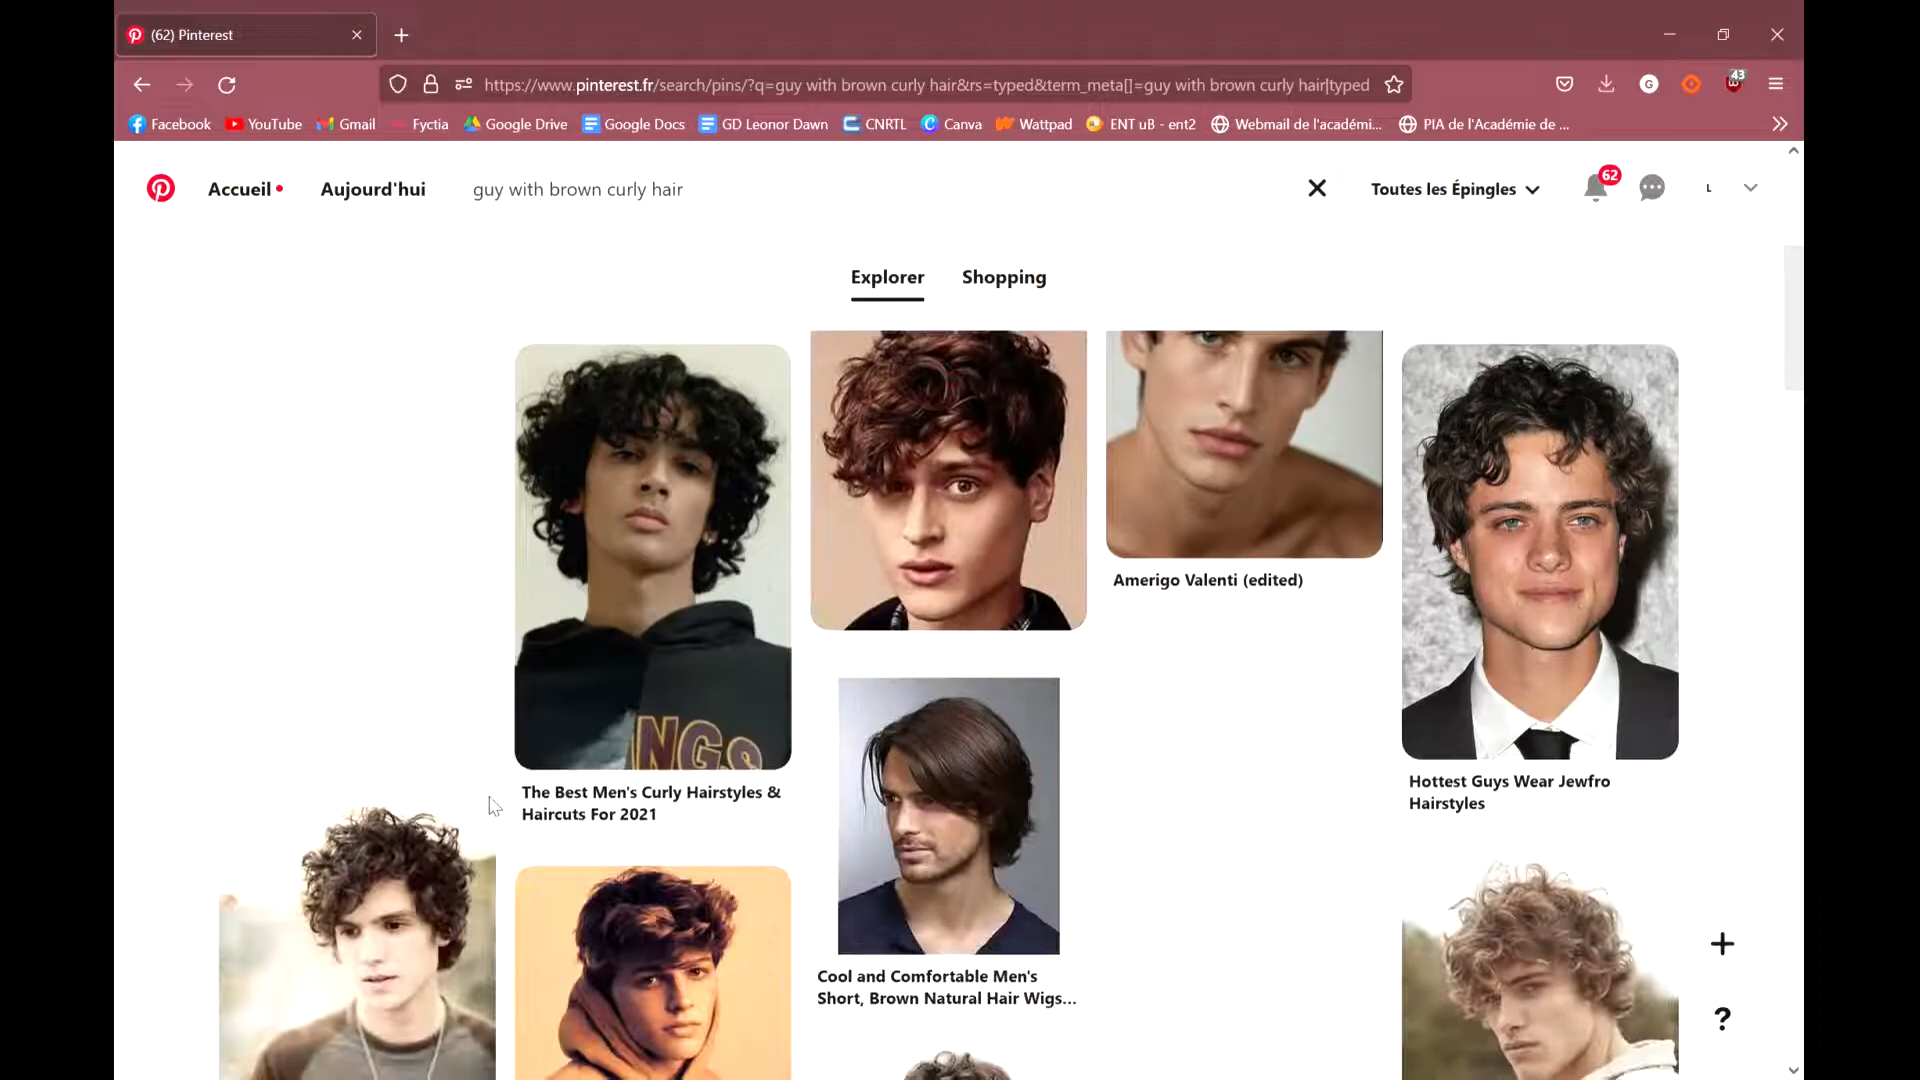 (62) Pinterest
https://www.pinterest.fr/search/pins/?q=guy with brown curly hair&rs=typed&term_meta[]=guy with brown curly hair|typed
43
Facebook YouTube Gmail Fyctia Google Drive Google Docs GD Leonor Dawn CNRTL Canva Wattpad ENT uB - ent2 Webmail de l'académi... PIA de l'Académie de ...
Accueil Aujourd'hui guy with brown curly hair Toutes les Épingles 62 L
Explorer Shopping
NGS
The Best Men's Curly Hairstyles &
Haircuts For 2021
Cool and Comfortable Men's
Short, Brown Natural Hair Wigs...
Amerigo Valenti (edited)
Hottest Guys Wear Jewfro
Hairstyles
+
?